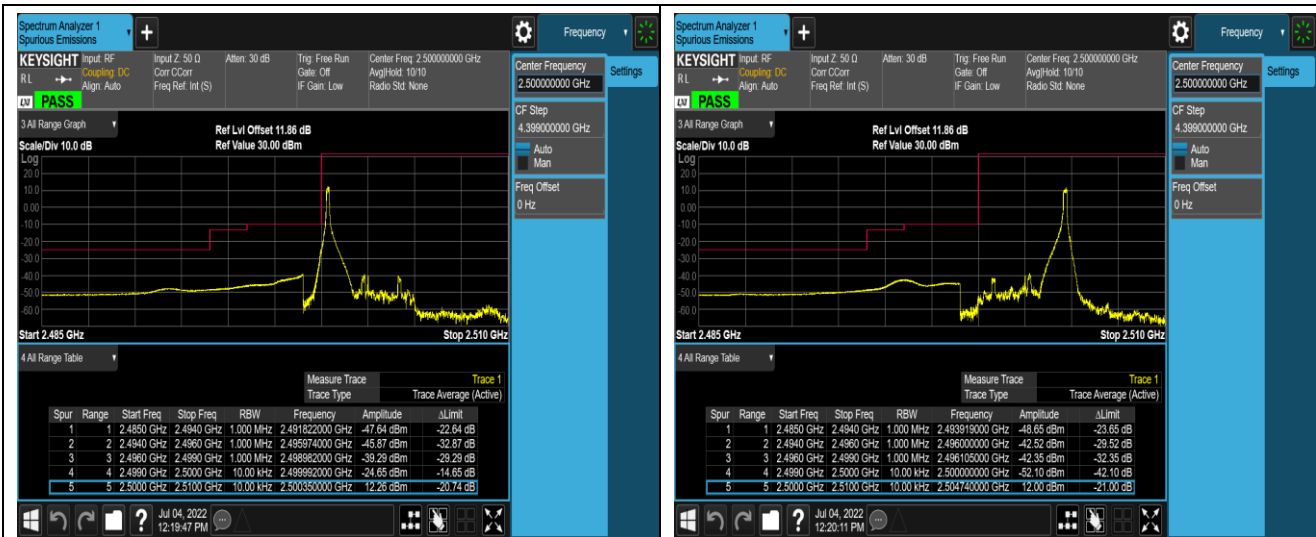 Spectrum Analyzer 1
Spurious Emissions
+
Frequency
KEYSIGHT Input: RF Input Z: 50 Ω Atten: 30 dB Trig: Free Run Center Freq: 2.500000000 GHz
RL Coupling: DC Corr CCorr Gate: Off Avg|Hold: 10/10
Align: Auto Freq Ref: Int (S) IF Gain: Low Radio Std: None
LXI PASS
Center Frequency
2.500000000 GHz
Settings
CF Step
4.399000000 GHz
Auto
Man
Freq Offset
0 Hz
3 All Range Graph
Ref Lvl Offset 11.86 dB
Scale/Div 10.0 dB Ref Value 30.00 dBm
Log
20.0
10.0
0.00
-10.0
-20.0
-30.0
-40.0
-50.0
-60.0
Start 2.485 GHz Stop 2.510 GHz
4 All Range Table
Measure Trace Trace 1
Trace Type Trace Average (Active)
Spur Range Start Freq Stop Freq RBW Frequency Amplitude ΔLimit
1 1 2.4850 GHz 2.4940 GHz 1.000 MHz 2.491822000 GHz -47.64 dBm -22.64 dB
2 2 2.4940 GHz 2.4960 GHz 1.000 MHz 2.495974000 GHz -45.87 dBm -32.87 dB
3 3 2.4960 GHz 2.4990 GHz 1.000 MHz 2.498982000 GHz -39.29 dBm -29.29 dB
4 4 2.4990 GHz 2.5000 GHz 10.00 kHz 2.499992000 GHz -24.65 dBm -14.65 dB
5 5 2.5000 GHz 2.5100 GHz 10.00 kHz 2.500350000 GHz 12.26 dBm -20.74 dB
? Jul 04, 2022
12:19:47 PM
Spectrum Analyzer 1
Spurious Emissions
+
Frequency
KEYSIGHT Input: RF Input Z: 50 Ω Atten: 30 dB Trig: Free Run Center Freq: 2.500000000 GHz
RL Coupling: DC Corr CCorr Gate: Off Avg|Hold: 10/10
Align: Auto Freq Ref: Int (S) IF Gain: Low Radio Std: None
LXI PASS
Center Frequency
2.500000000 GHz
Settings
CF Step
4.399000000 GHz
Auto
Man
Freq Offset
0 Hz
3 All Range Graph
Ref Lvl Offset 11.86 dB
Scale/Div 10.0 dB Ref Value 30.00 dBm
Log
20.0
10.0
0.00
-10.0
-20.0
-30.0
-40.0
-50.0
-60.0
Start 2.485 GHz Stop 2.510 GHz
4 All Range Table
Measure Trace Trace 1
Trace Type Trace Average (Active)
Spur Range Start Freq Stop Freq RBW Frequency Amplitude ΔLimit
1 1 2.4850 GHz 2.4940 GHz 1.000 MHz 2.493919000 GHz -48.65 dBm -23.65 dB
2 2 2.4940 GHz 2.4960 GHz 1.000 MHz 2.496000000 GHz -42.52 dBm -29.52 dB
3 3 2.4960 GHz 2.4990 GHz 1.000 MHz 2.496105000 GHz -42.35 dBm -32.35 dB
4 4 2.4990 GHz 2.5000 GHz 10.00 kHz 2.500000000 GHz -52.10 dBm -42.10 dB
5 5 2.5000 GHz 2.5100 GHz 10.00 kHz 2.504740000 GHz 12.00 dBm -21.00 dB
? Jul 04, 2022
12:20:11 PM